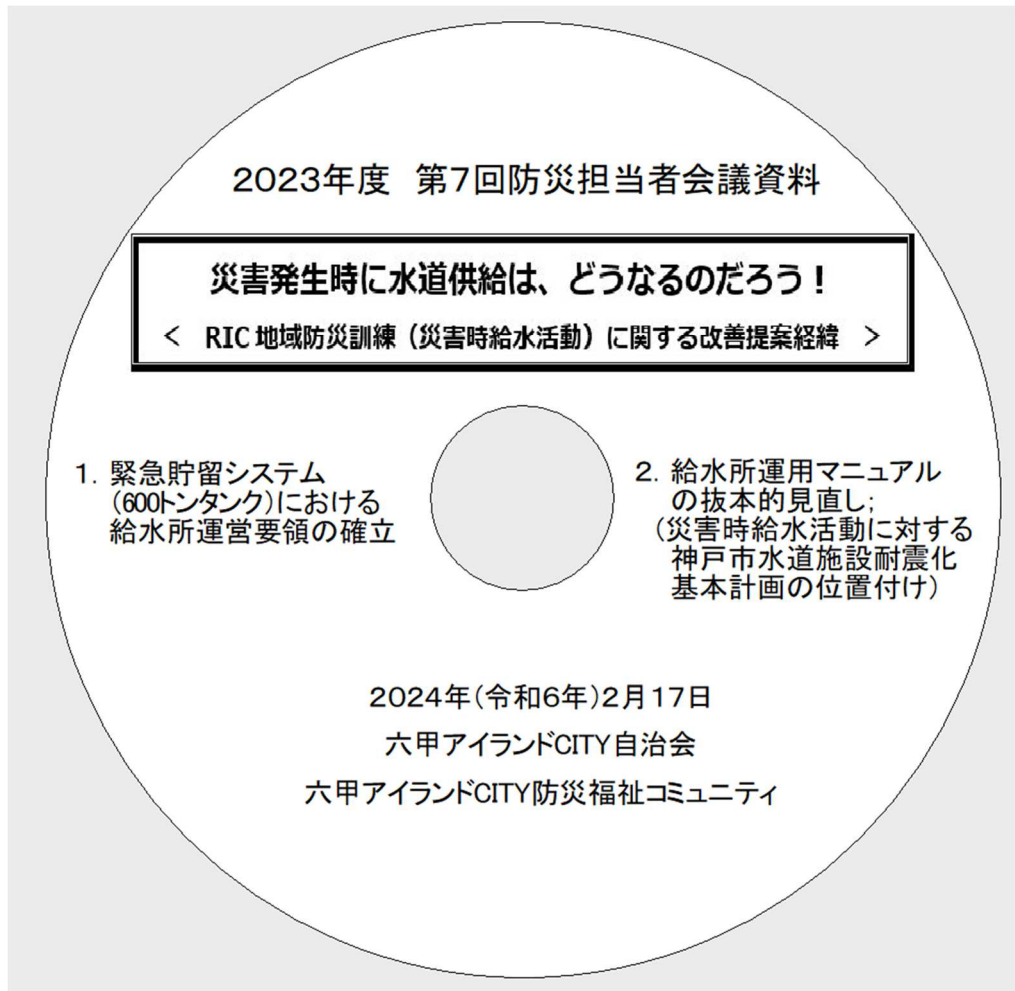 2023年度　第7回防災担当者会議資料
災害発生時に水道供給は、どうなるのだろう！
＜　RIC 地域防災訓練（災害時給水活動）に関する改善提案経緯　＞
1. 緊急貯留システム
(600トンタンク)における
給水所運営要領の確立
2. 給水所運用マニュアル
の抜本的見直し;
(災害時給水活動に対する
神戸市水道施設耐震化
基本計画の位置付け)
2024年(令和6年)2月17日
六甲アイランドCITY自治会
六甲アイランドCITY防災福祉コミュニティ